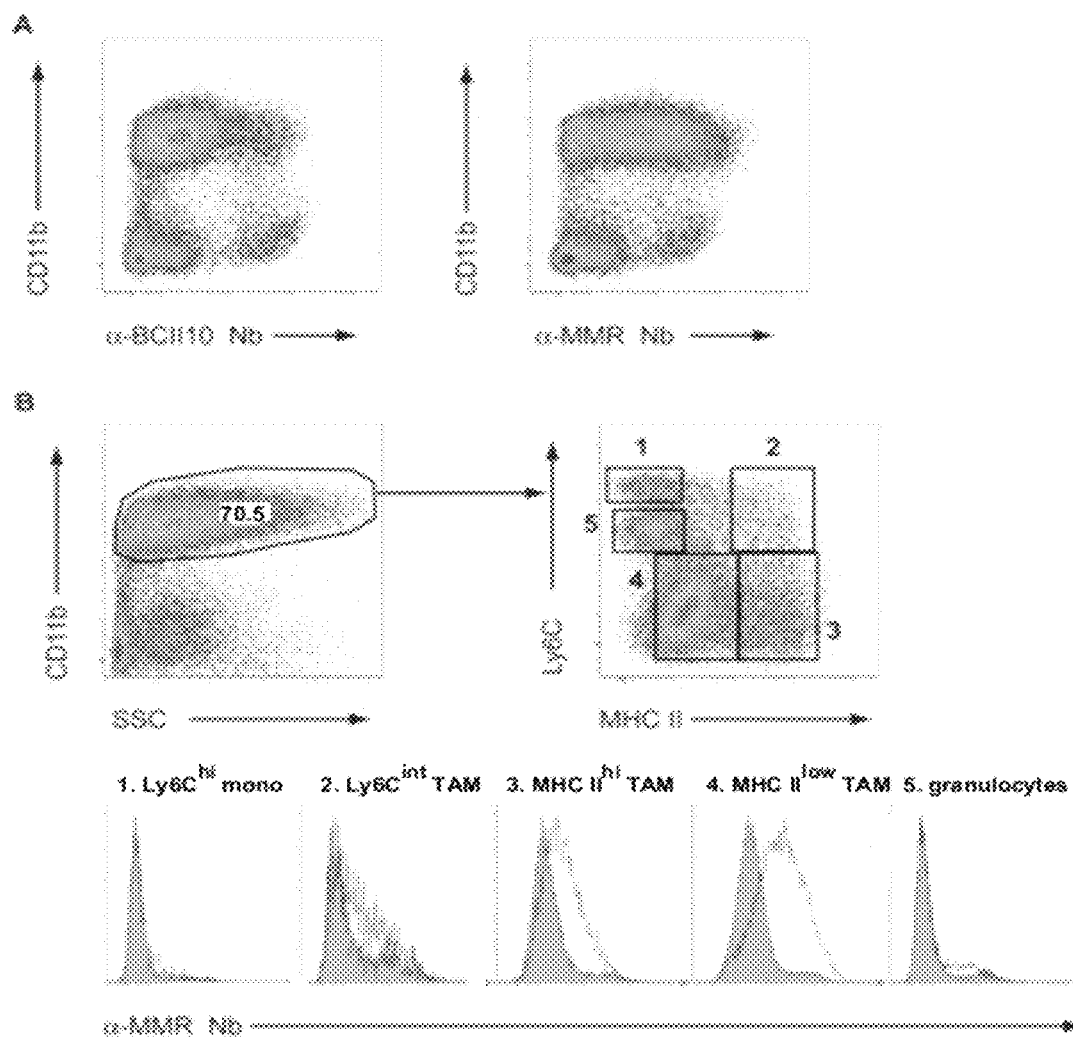 A
CD11b
CD11b
α-BCII10 Nb
α-MMR Nb
B
CD11b
70.5
SSC
Ly6C
1
2
5
4
3
MHC II
1. Ly6C^hi mono
2. Ly6C^int TAM
3. MHC II^hi TAM
4. MHC II^low TAM
5. granulocytes
α-MMR Nb